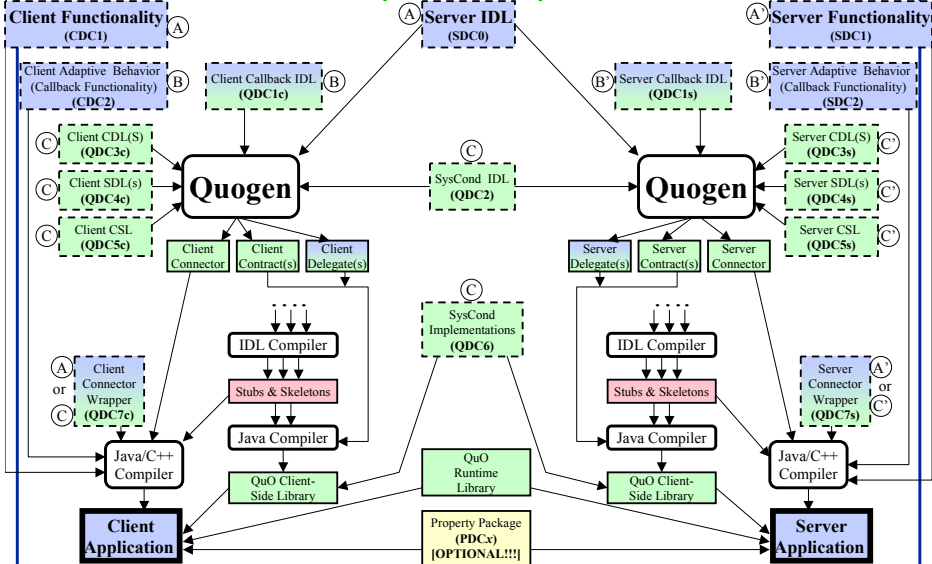 Client Functionality
(CDC1)
A
A
Server IDL
(SDC0)
A’
Server Functionality
(SDC1)
Client Adaptive Behavior
(Callback Functionality)
(CDC2)
B
Client Callback IDL
(QDC1c)
B
B’
Server Callback IDL
(QDC1s)
B’
Server Adaptive Behavior
(Callback Functionality)
(SDC2)
C
Client CDL(S)
(QDC3c)
C
Client SDL(s)
(QDC4c)
C
Client CSL
(QDC5c)
Quogen
C
SysCond IDL
(QDC2)
Quogen
Server CDL(S)
(QDC3s)
C’
Server SDL(s)
(QDC4s)
C’
Server CSL
(QDC5s)
C’
Client
Connector
Client
Contract(s)
Client
Delegate(s)
Server
Delegate(s)
Server
Contract(s)
Server
Connector
C
SysCond
Implementations
(QDC6)
IDL Compiler
Stubs & Skeletons
Java Compiler
QuO Client-
Side Library
IDL Compiler
Stubs & Skeletons
Java Compiler
QuO Client-
Side Library
A
or
C
Client
Connector
Wrapper
(QDC7c)
Server
Connector
Wrapper
(QDC7s)
A’
or
C’
Java/C++
Compiler
QuO
Runtime
Library
Java/C++
Compiler
Client
Application
Property Package
(PDCx)
[OPTIONAL!!!]
Server
Application